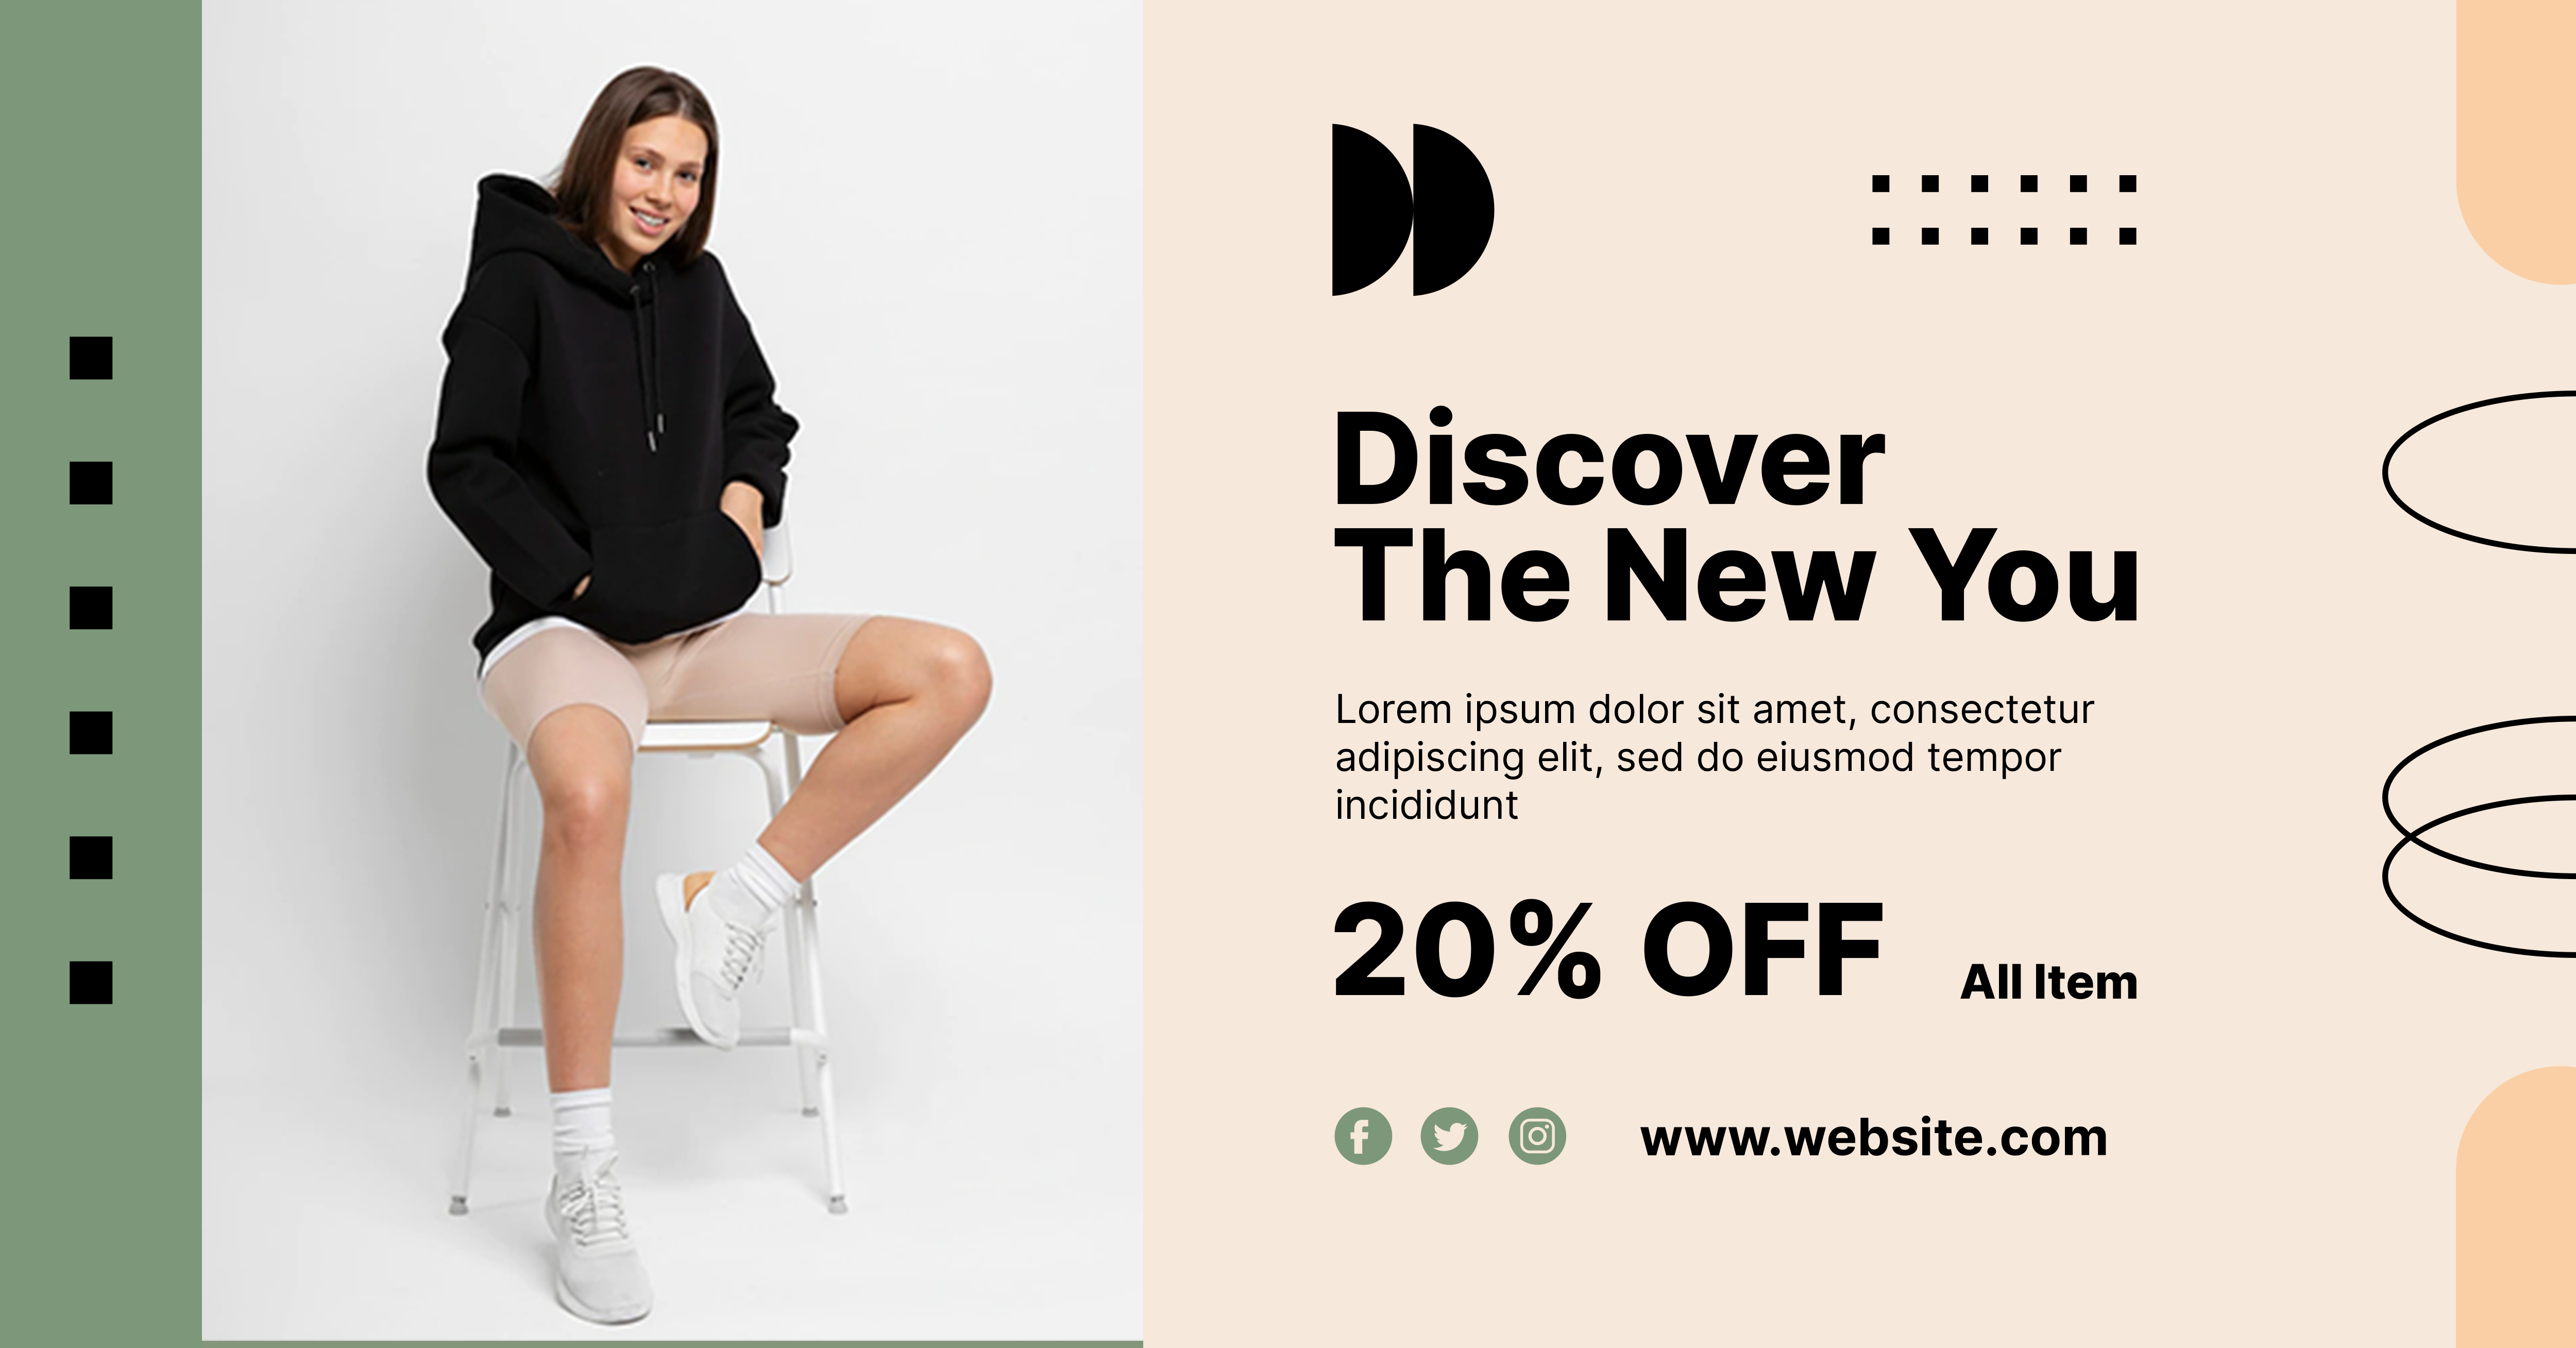 Discover
The New You
Lorem ipsum dolor sit amet, consectetur
adipiscing elit, sed do eiusmod tempor
incididunt
20% OFF All Item
www.website.com